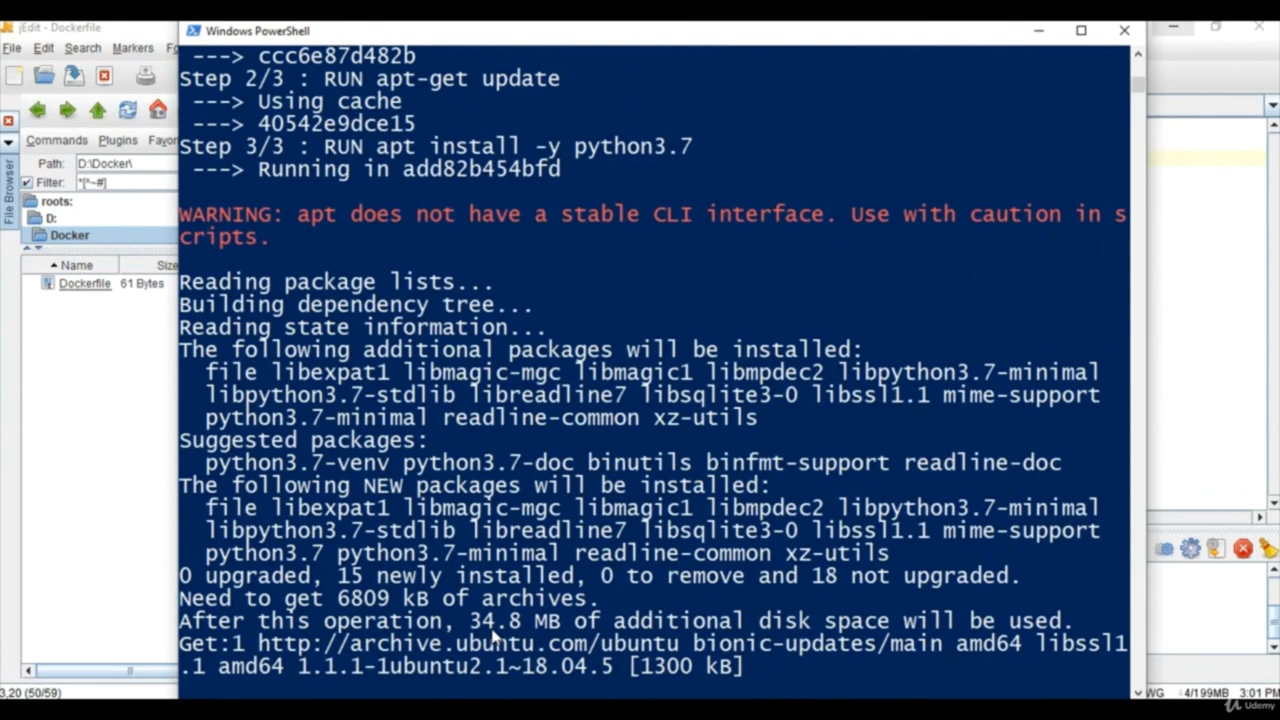 jEdit - Dockerfile
Windows PowerShell
File Edit Search Markers
Commands Plugins
Path: D:\Docker\
Filter: *[^~#]
File Browser
roots:
D:
Docker
Name Size
Dockerfile 61 Bytes
---> ccc6e87d482b
Step 2/3 : RUN apt-get update
---> Using cache
---> 40542e9dce15
Step 3/3 : RUN apt install -y python3.7
---> Running in add82b454bfd
WARNING: apt does not have a stable CLI interface. Use with caution in s
cripts.
Reading package lists...
Building dependency tree...
Reading state information...
The following additional packages will be installed:
file libexpat1 libmagic-mgc libmagic1 libmpdec2 libpython3.7-minimal
libpython3.7-stdlib libreadline7 libsqlite3-0 libssl1.1 mime-support
python3.7-minimal readline-common xz-utils
Suggested packages:
python3.7-venv python3.7-doc binutils binfmt-support readline-doc
The following NEW packages will be installed:
file libexpat1 libmagic-mgc libmagic1 libmpdec2 libpython3.7-minimal
libpython3.7-stdlib libreadline7 libsqlite3-0 libssl1.1 mime-support
python3.7 python3.7-minimal readline-common xz-utils
0 upgraded, 15 newly installed, 0 to remove and 18 not upgraded.
Need to get 6809 kB of archives.
After this operation, 34.8 MB of additional disk space will be used.
Get:1 http://archive.ubuntu.com/ubuntu bionic-updates/main amd64 libssl1
.1 amd64 1.1.1-1ubuntu2.1~18.04.5 [1300 kB]
3,20 (50/59)
WG 4/199MB 3:01 PM
Udemy